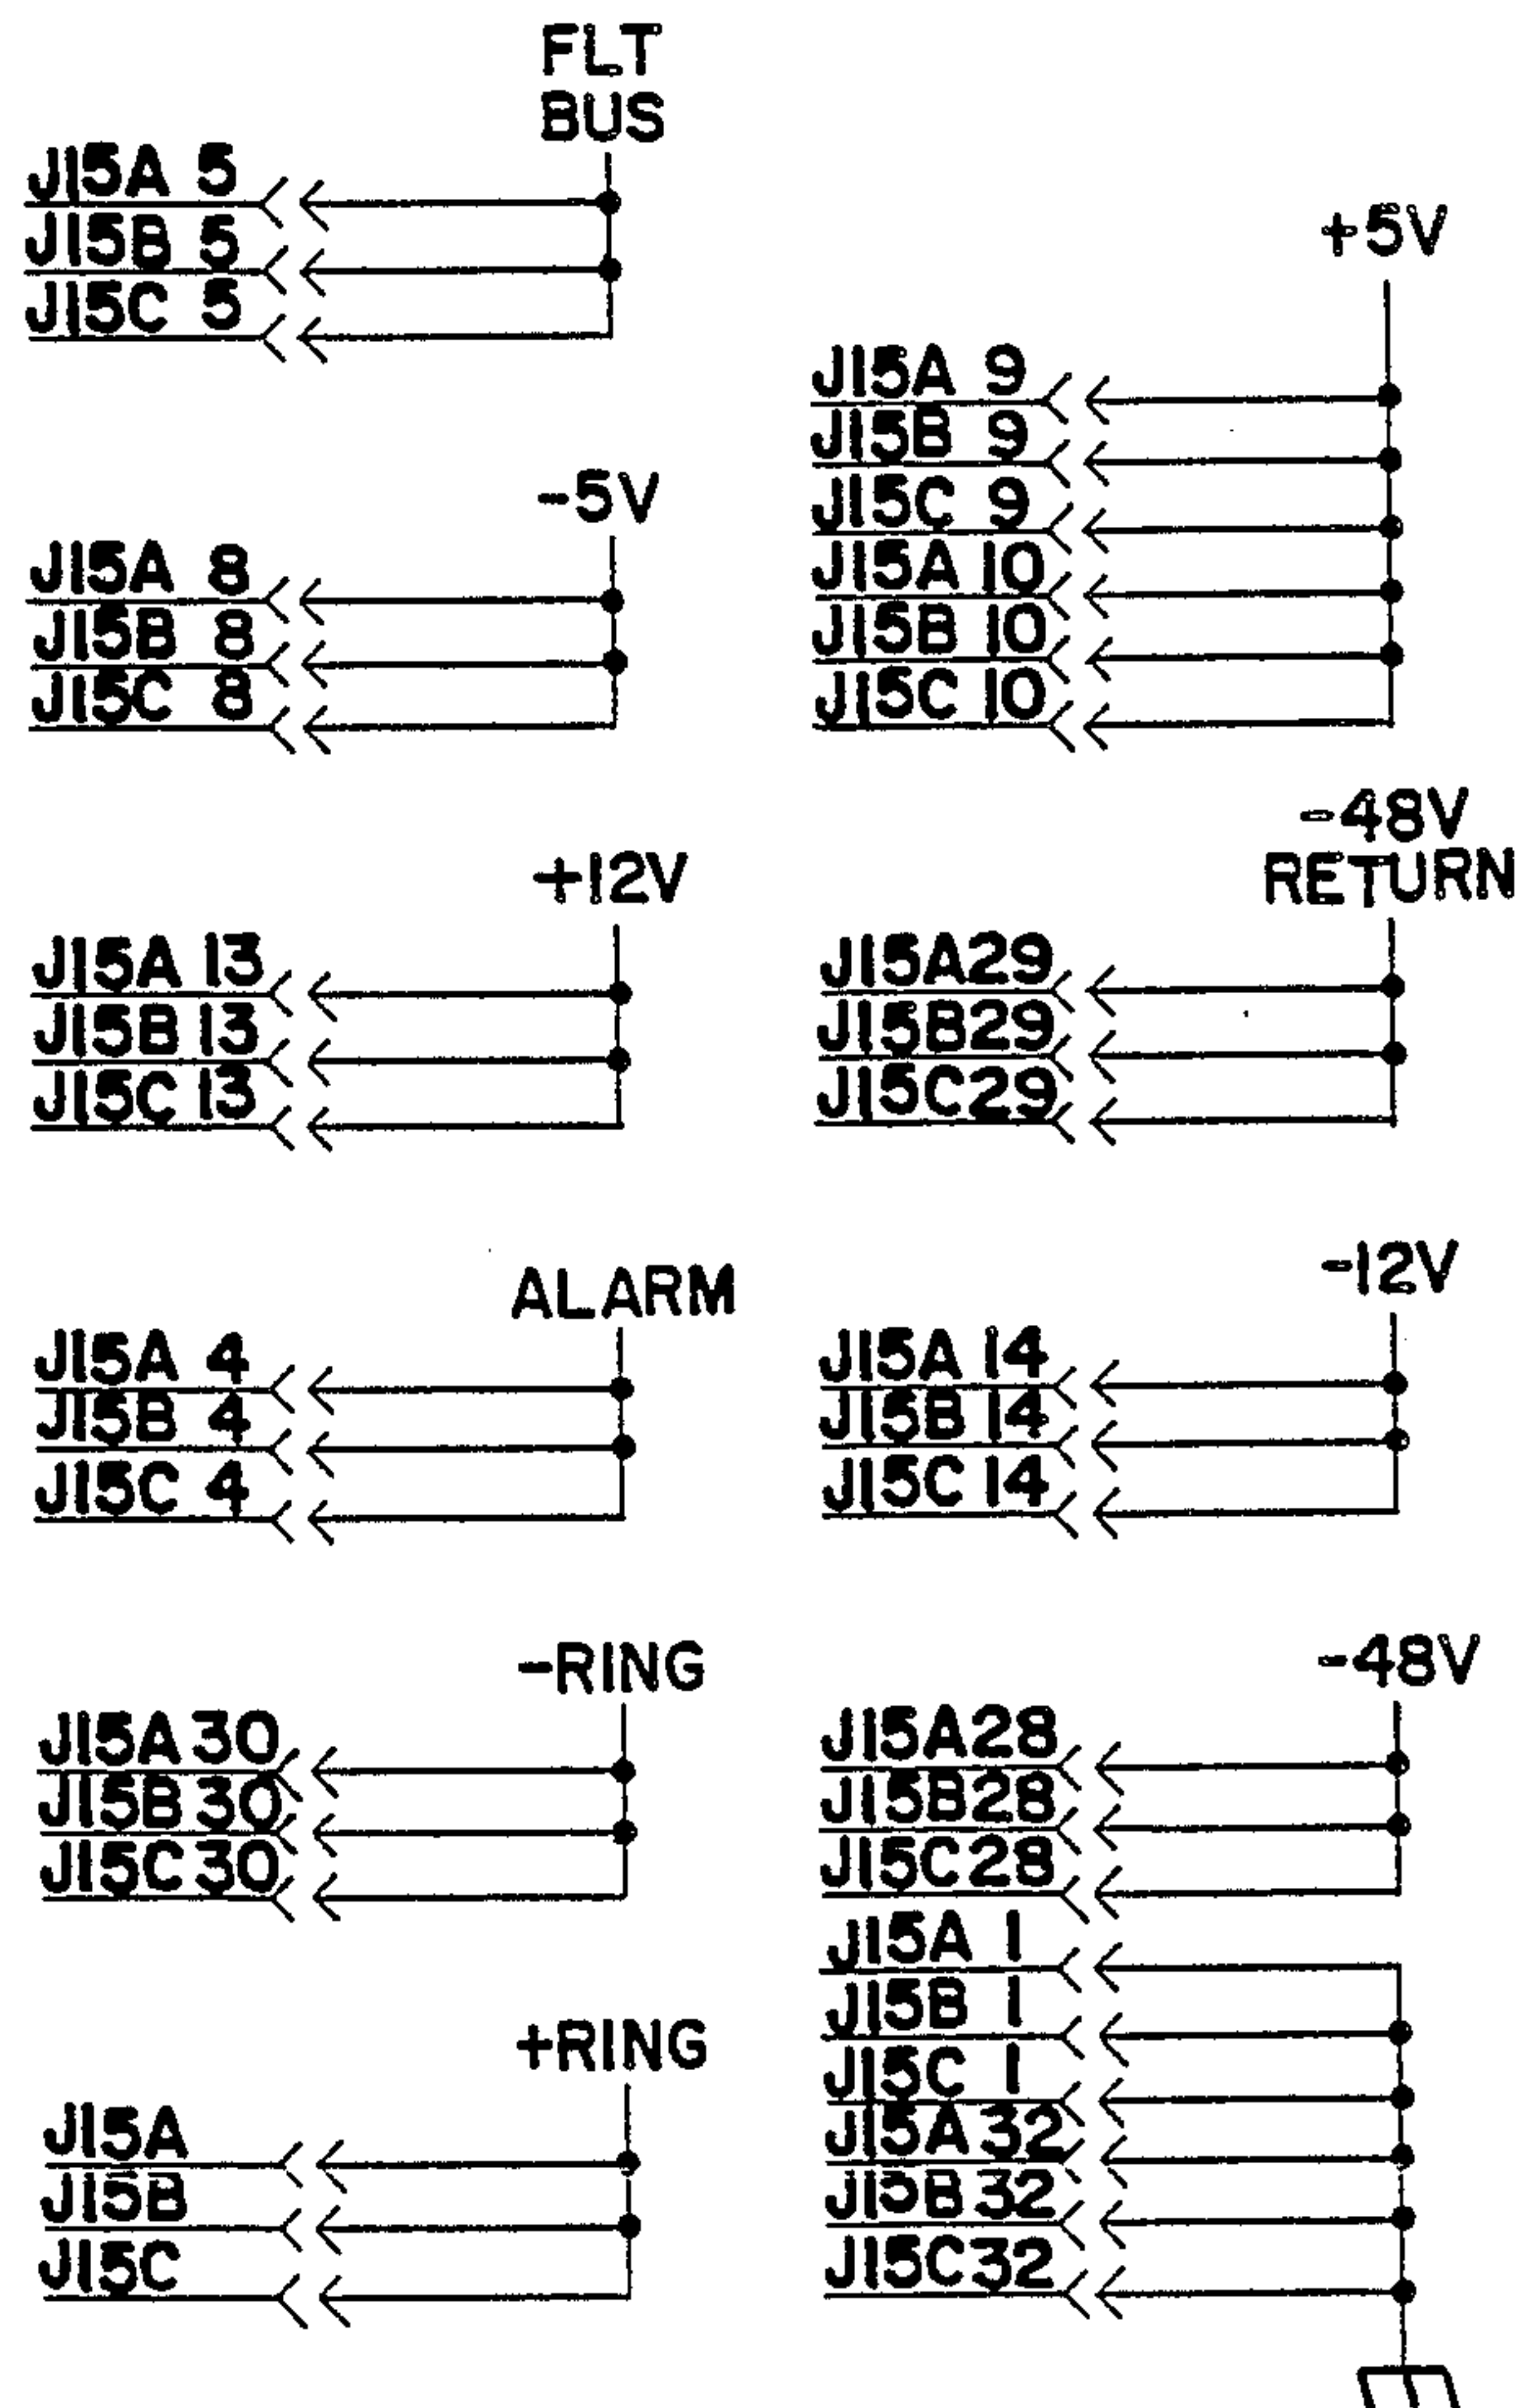 FLT
BUS
J15A 5
J15B 5
J15C 5
-5V
J15A 8
J15B 8
J15C 8
+12V
J15A 13
J15B 13
J15C 13
ALARM
J15A 4
J15B 4
J15C 4
-RING
J15A 30
J15B 30
J15C 30
+RING
J15A
J15B
J15C
+5V
J15A 9
J15B 9
J15C 9
J15A 10
J15B 10
J15C 10
-48V
RETURN
J15A29
J15B29
J15C29
-12V
J15A 14
J15B 14
J15C 14
-48V
J15A28
J15B28
J15C28
J15A 1
J15B 1
J15C 1
J15A 32
J15B 32
J15C32